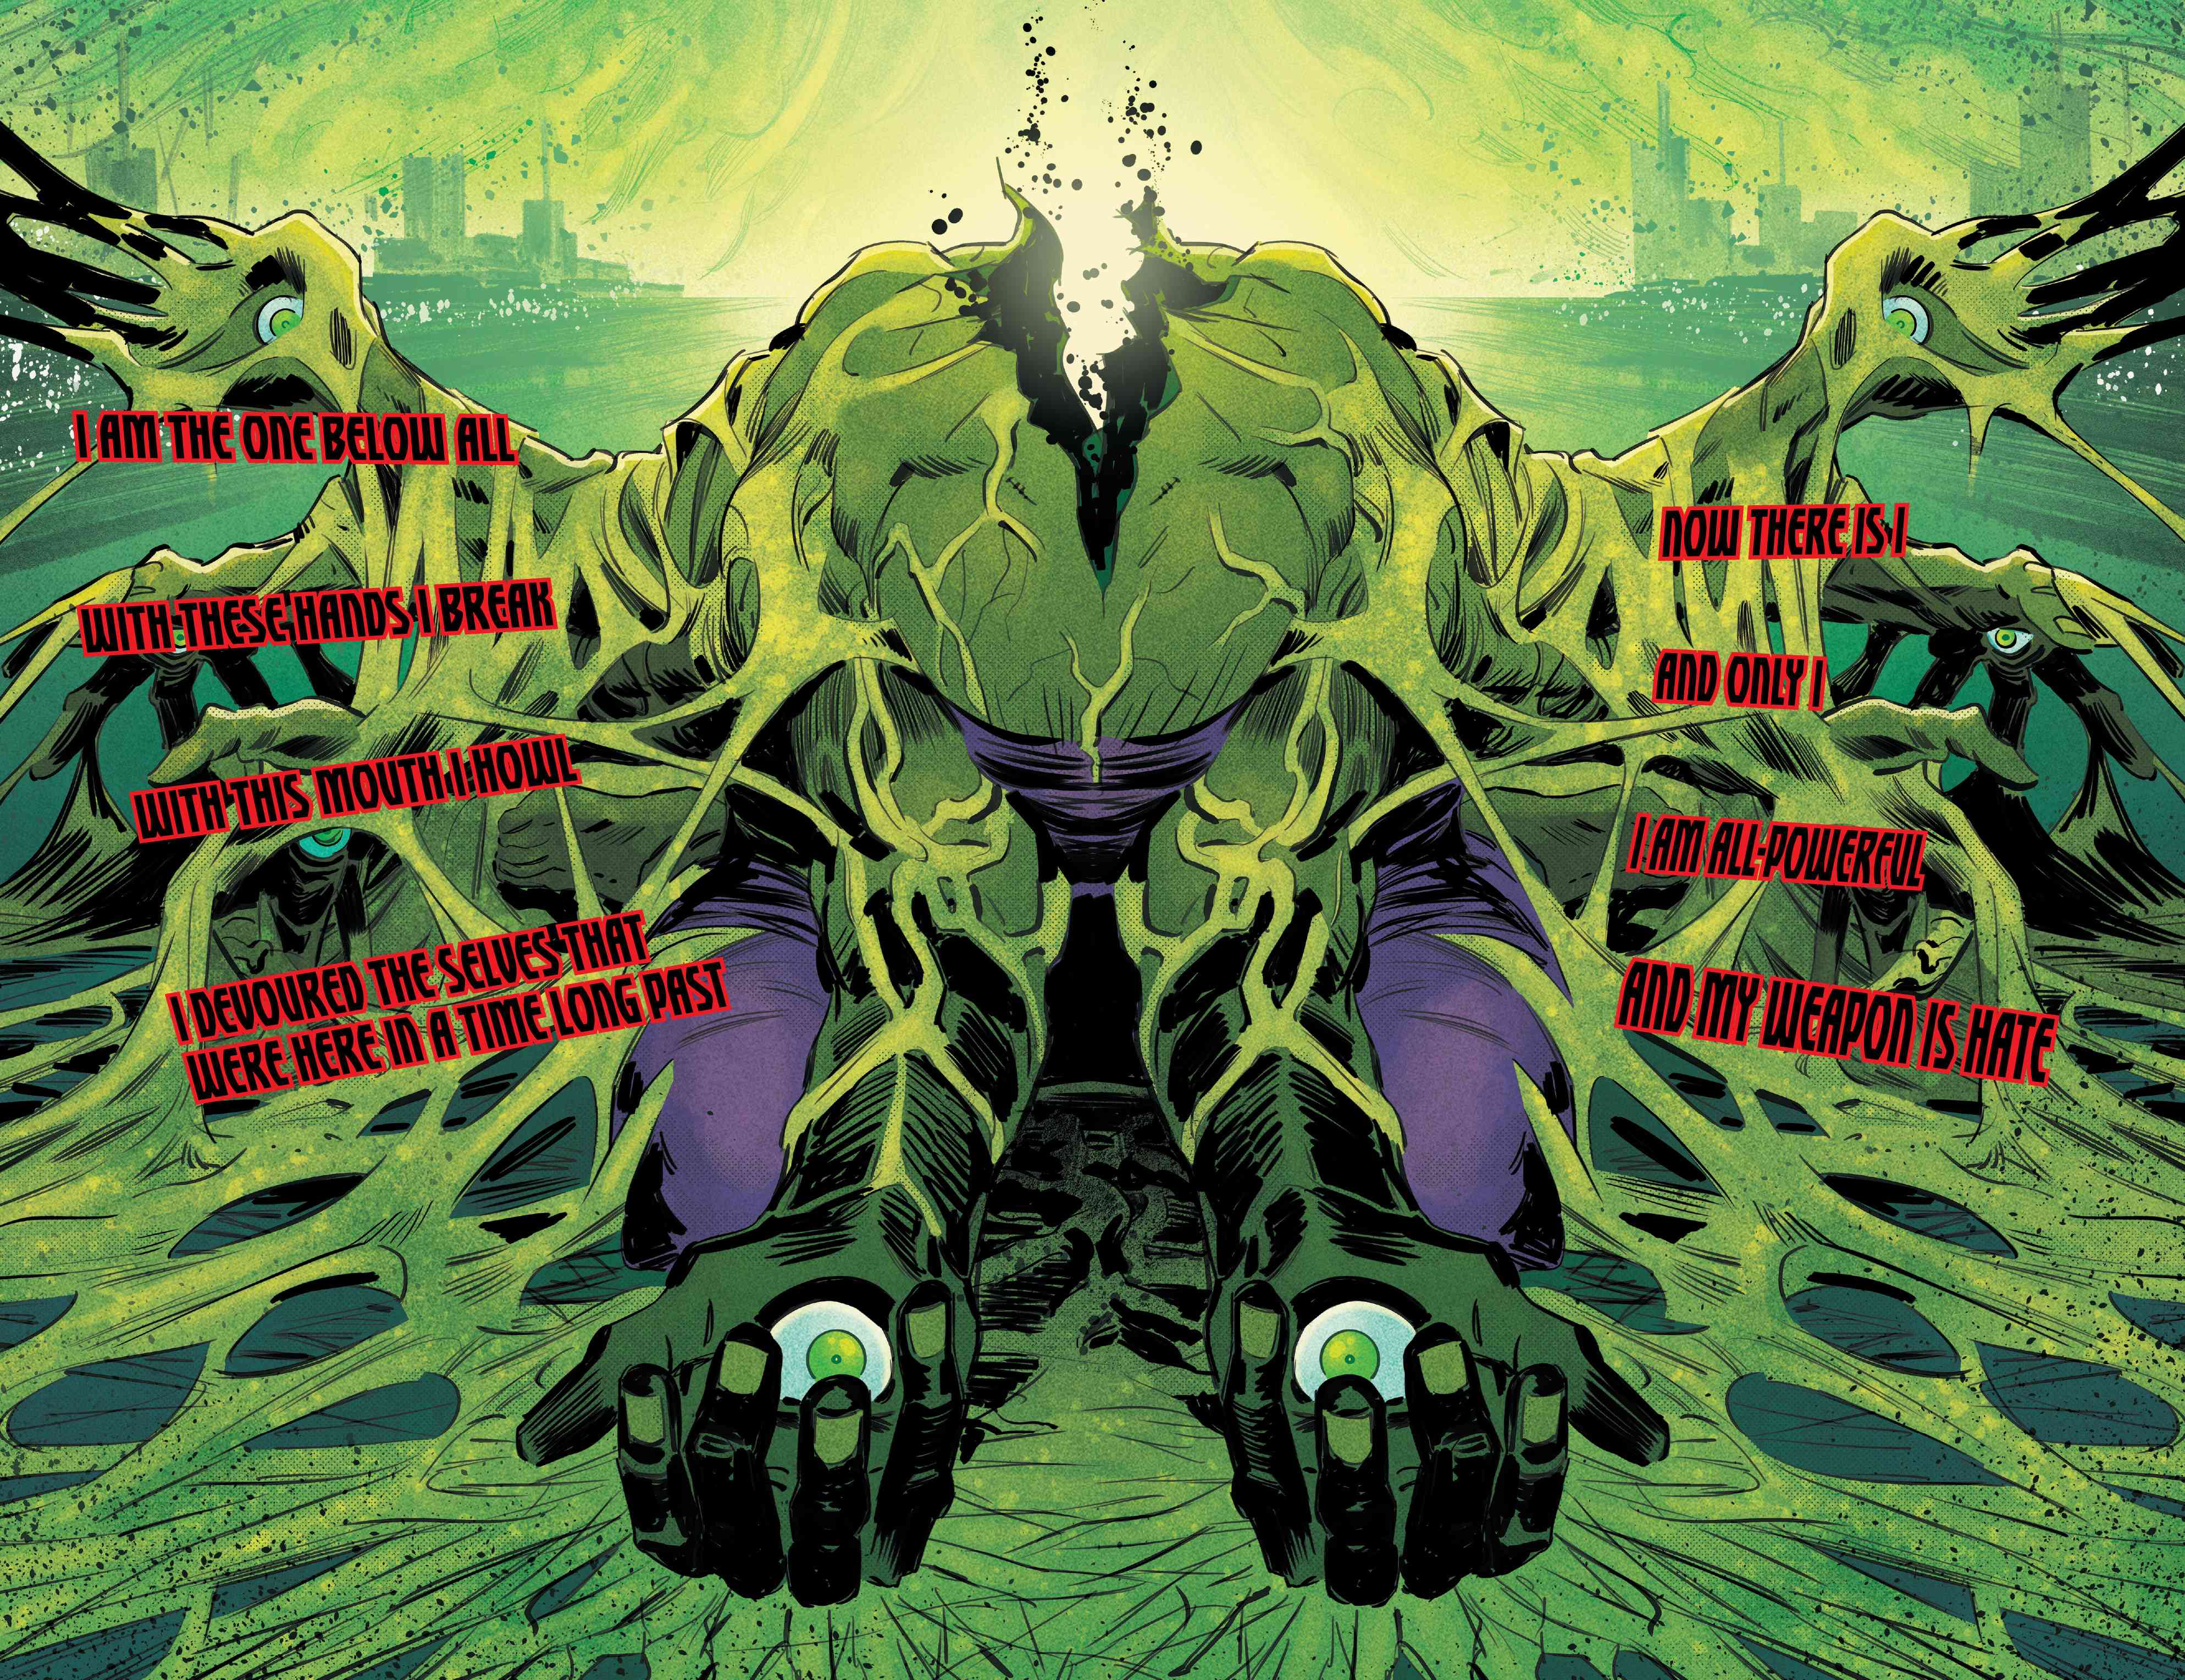 I AM THE ONE BELOW ALL
WITH THESE HANDS I BREAK
WITH THIS MOUTH I HOWL
I DEVOURED THE SELVES THAT
WERE HERE IN A TIME LONG PAST
NOW THERE IS I
AND ONLY I
I AM ALL-POWERFUL
AND MY WEAPON IS HATE